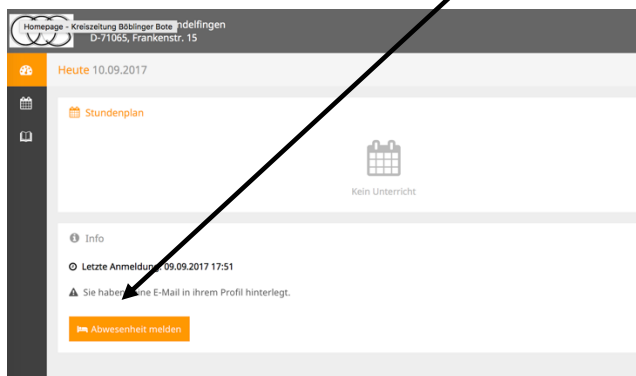 Homepage - Kreiszeitung Böblinger Bote
ndelfingen
D-71065, Frankenstr. 15
Heute 10.09.2017
Stundenplan
Kein Unterricht
Info
Letzte Anmeldung: 09.09.2017 17:51
Sie haben E-Mail in ihrem Profil hinterlegt.
Abwesenheit melden